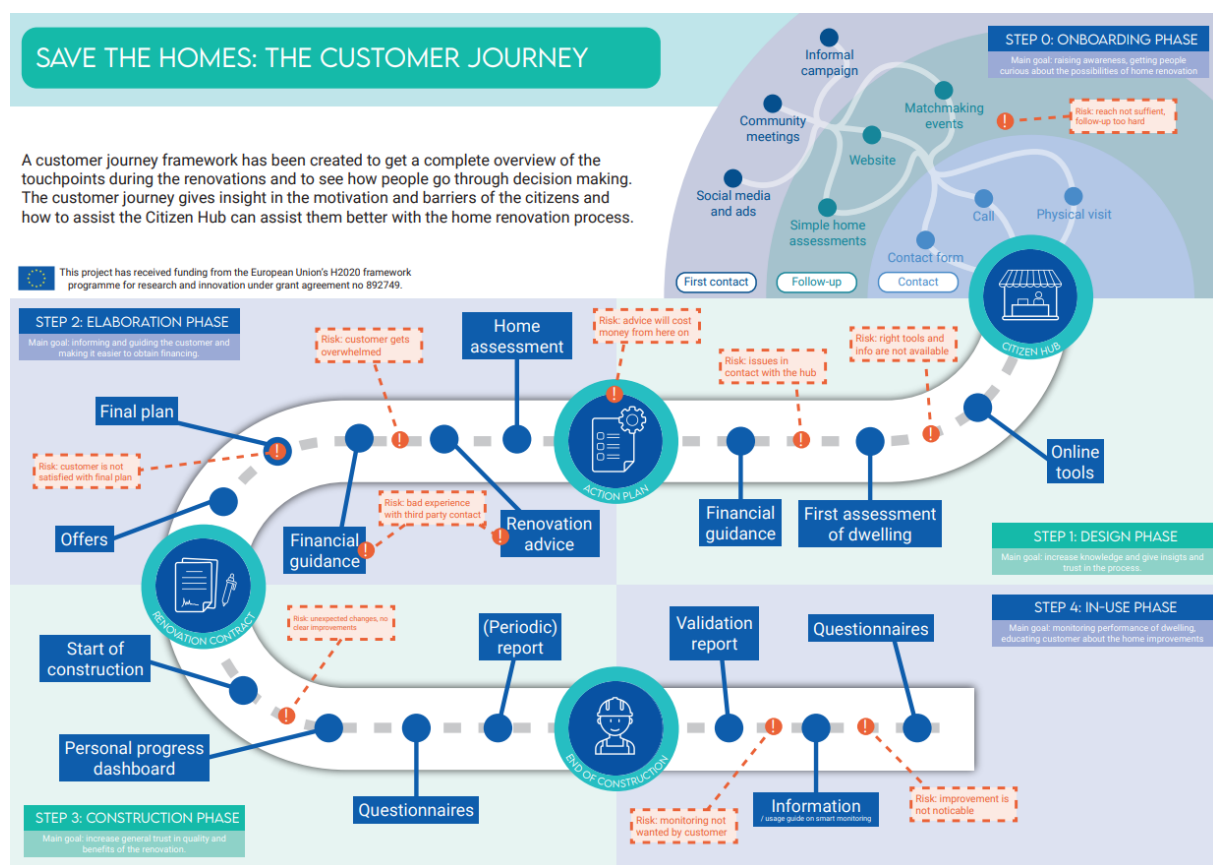 SAVE THE HOMES: THE CUSTOMER JOURNEY
A customer journey framework has been created to get a complete overview of the
touchpoints during the renovations and to see how people go through decision making.
The customer journey gives insight in the motivation and barriers of the citizens and
how to assist the Citizen Hub can assist them better with the home renovation process.
This project has received funding from the European Union's H2020 framework
programme for research and innovation under grant agreement no 892749.
STEP 0: ONBOARDING PHASE
Main goal: raising awareness, getting people
curious about the possibilities of home renovation
Informal
campaign
Community
meetings
Social media
and ads
Matchmaking
events
Website
Simple home
assessments
Risk: reach not suffient,
follow-up too hard
Call
Physical visit
Contact form
First contact
Follow-up
Contact
CITIZEN HUB
STEP 2: ELABORATION PHASE
Main goal: informing and guiding the customer and
making it easier to obtain financing.
Risk: customer gets
overwhelmed
Home
assessment
Risk: advice will cost
money from here on
Risk: issues in
contact with the hub
Risk: right tools and
info are not available
Final plan
Risk: customer is not
satisfied with final plan
Offers
Financial
guidance
Risk: bad experience
with third party contact
Renovation
advice
ACTION PLAN
Financial
guidance
First assessment
of dwelling
Online
tools
STEP 1: DESIGN PHASE
Main goal: increase knowledge and give insigts and
trust in the process.
RENOVATION CONTRACT
Start of
construction
Risk: unexpected changes, no
clear improvements
(Periodic)
report
Personal progress
dashboard
Questionnaires
END OF CONSTRUCTION
STEP 3: CONSTRUCTION PHASE
Main goal: increase general trust in quality and
benefits of the renovation.
STEP 4: IN-USE PHASE
Main goal: monitoring performance of dwelling,
educating customer about the home improvements
Validation
report
Questionnaires
Risk: monitoring not
wanted by customer
Information
/ usage guide on smart monitoring
Risk: improvement is
not noticable